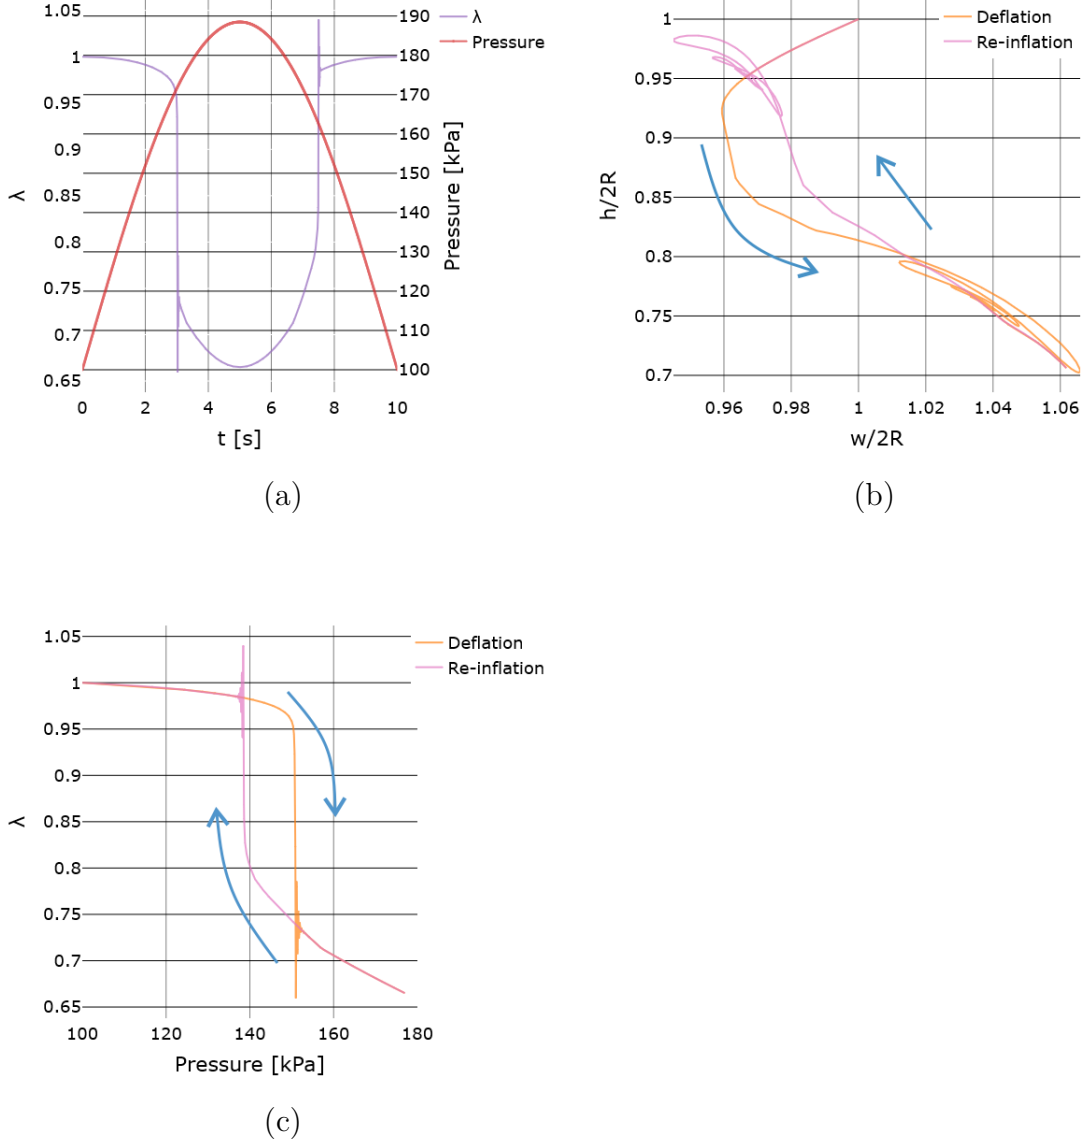 1.05
1
0.95
0.9
0.85
0.8
0.75
0.7
0.65
λ
190
180
170
160
150
140
130
120
110
100
Pressure [kPa]
λ
Pressure
0 2 4 6 8 10
t [s]
(a)
1
0.95
0.9
0.85
0.8
0.75
0.7
h/2R
Deflation
Re-inflation
0.96 0.98 1 1.02 1.04 1.06
w/2R
(b)
1.05
1
0.95
0.9
0.85
0.8
0.75
0.7
0.65
λ
Deflation
Re-inflation
100 120 140 160 180
Pressure [kPa]
(c)